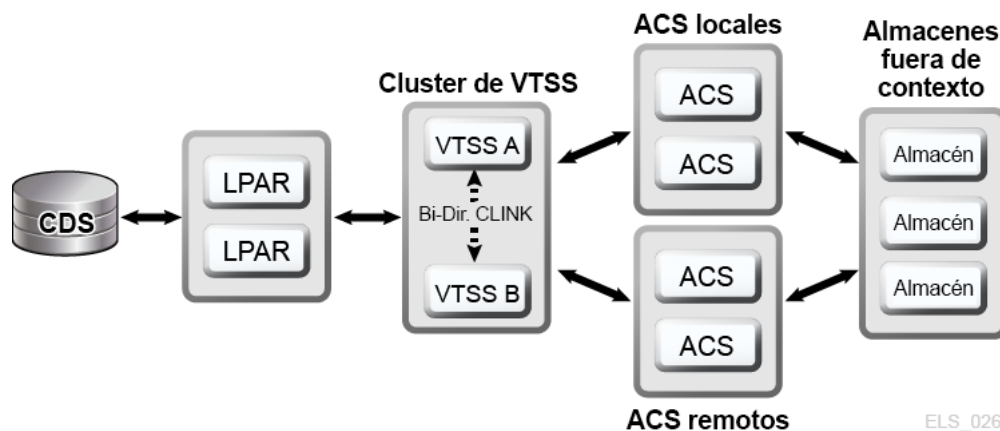 CDS
LPAR
LPAR
Cluster de VTSS
VTSS A
Bi-Dir. CLINK
VTSS B
ACS locales
ACS
ACS
ACS
ACS
ACS remotos
Almacenes
fuera de
contexto
Almacén
Almacén
Almacén
ELS_026